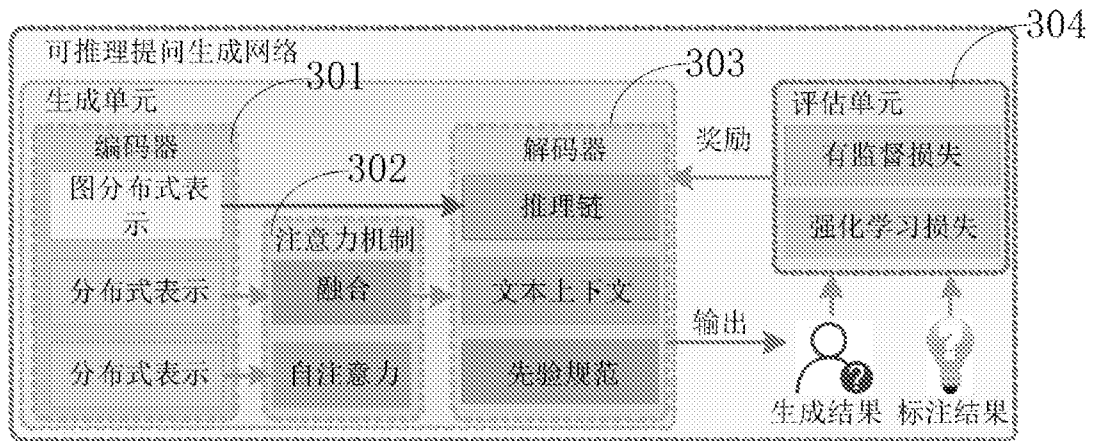 304
可推理提问生成网络
301
303
生成单元
评估单元
编码器
302
解码器
奖励
有监督损失
图分布式表
示
推理链
强化学习损失
注意力机制
分布式表示
融合
文本上下文
输出
分布式表示
自注意力
先验规范
?
?
生成结果
标注结果